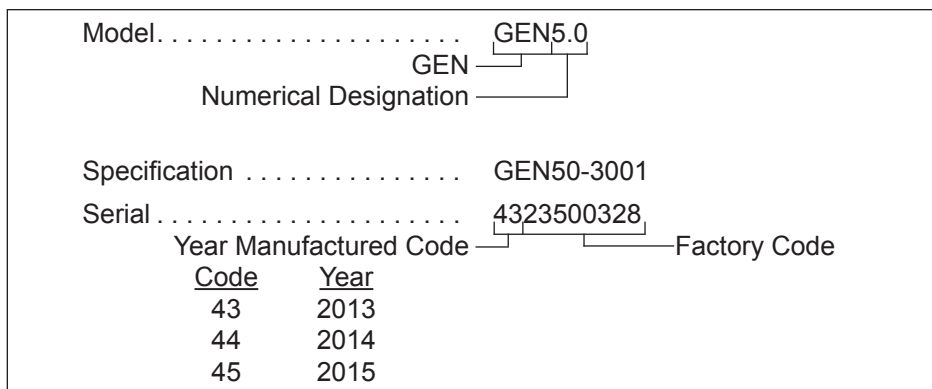 Model. . . . . . . . . . . . . . . . . . . . . GEN5.0
GEN
Numerical Designation
Specification . . . . . . . . . . . . . . . GEN50-3001
Serial . . . . . . . . . . . . . . . . . . . . . 4323500328
Year Manufactured Code Factory Code
Code Year
43 2013
44 2014
45 2015